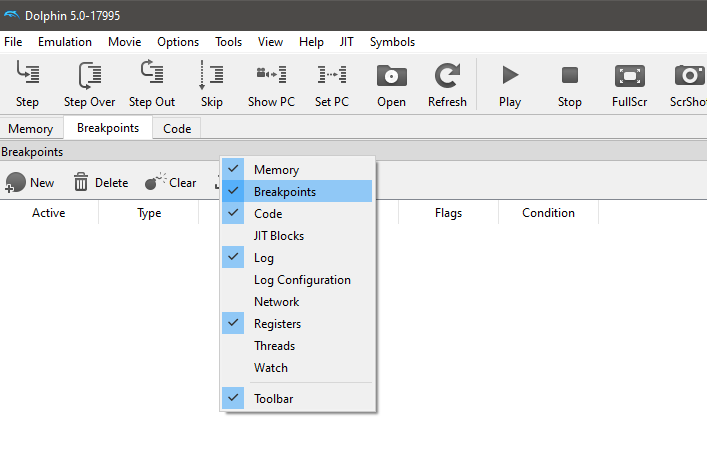 Dolphin 5.0-17995
File Emulation Movie Options Tools View Help JIT Symbols
Step Step Over Step Out Skip Show PC Set PC Open Refresh Play Stop FullScr ScrSho
Memory Breakpoints Code
Breakpoints
New Delete Clear
Active Type Flags Condition
Memory
Breakpoints
Code
JIT Blocks
Log
Log Configuration
Network
Registers
Threads
Watch
Toolbar